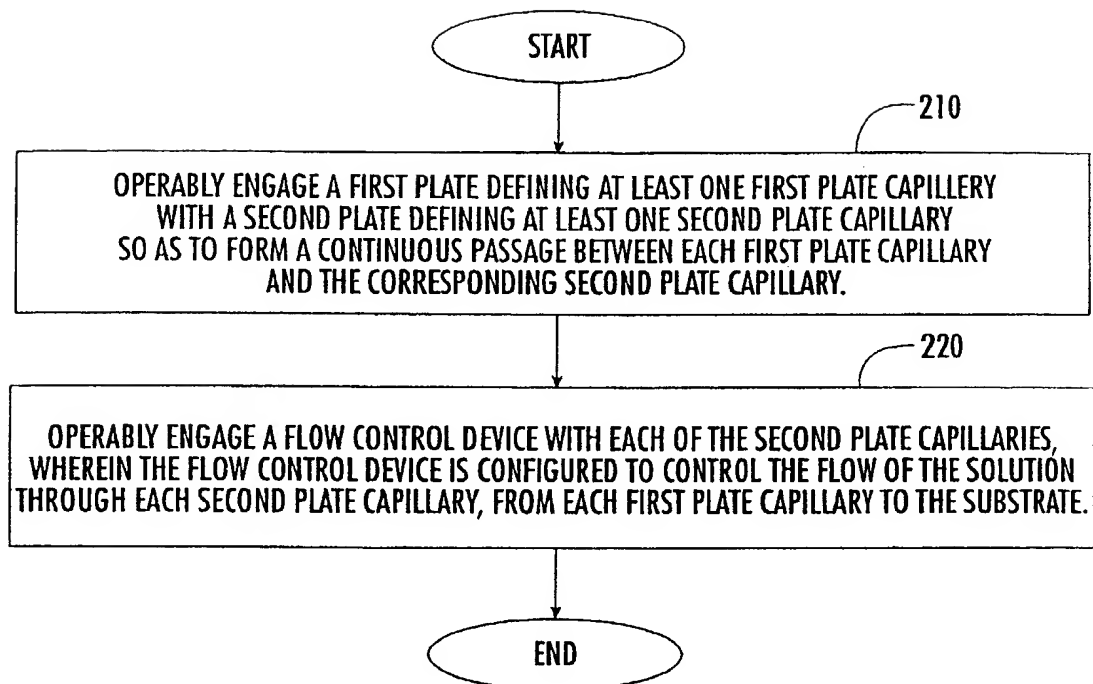 START
210
OPERABLY ENGAGE A FIRST PLATE DEFINING AT LEAST ONE FIRST PLATE CAPILLERY
WITH A SECOND PLATE DEFINING AT LEAST ONE SECOND PLATE CAPILLARY
SO AS TO FORM A CONTINUOUS PASSAGE BETWEEN EACH FIRST PLATE CAPILLARY
AND THE CORRESPONDING SECOND PLATE CAPILLARY.
220
OPERABLY ENGAGE A FLOW CONTROL DEVICE WITH EACH OF THE SECOND PLATE CAPILLARIES,
WHEREIN THE FLOW CONTROL DEVICE IS CONFIGURED TO CONTROL THE FLOW OF THE SOLUTION
THROUGH EACH SECOND PLATE CAPILLARY, FROM EACH FIRST PLATE CAPILLARY TO THE SUBSTRATE.
END